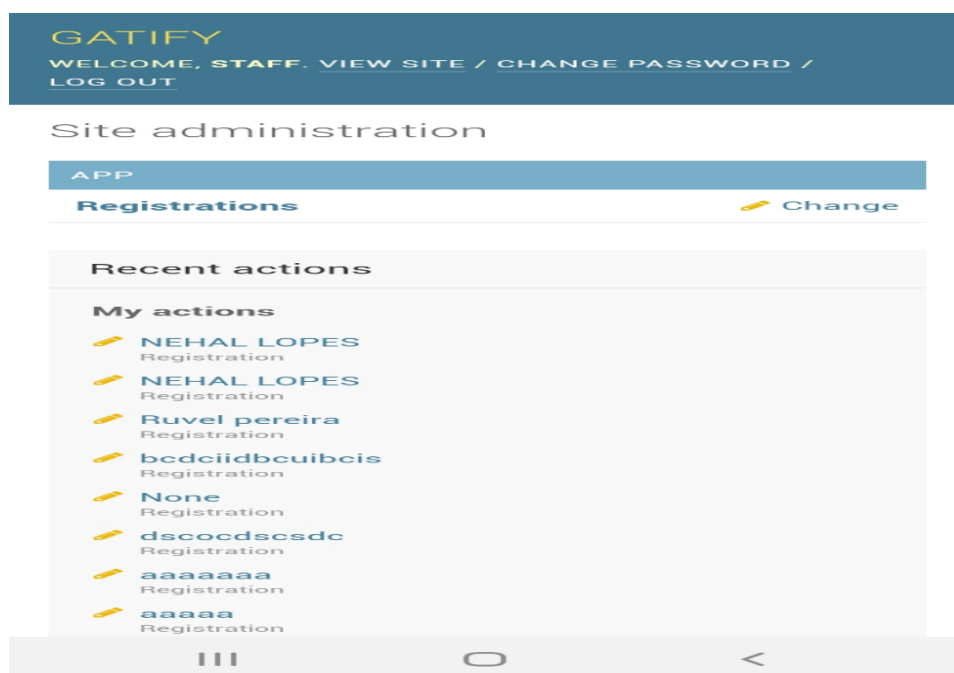 GATIFY
WELCOME, STAFF. VIEW SITE / CHANGE PASSWORD /
LOG OUT
Site administration
APP
Registrations Change
Recent actions
My actions
NEHAL LOPES
Registration
NEHAL LOPES
Registration
Ruvel pereira
Registration
bcdciidbcuibcis
Registration
None
Registration
dscocdscsdc
Registration
aaaaaaa
Registration
aaaaa
Registration